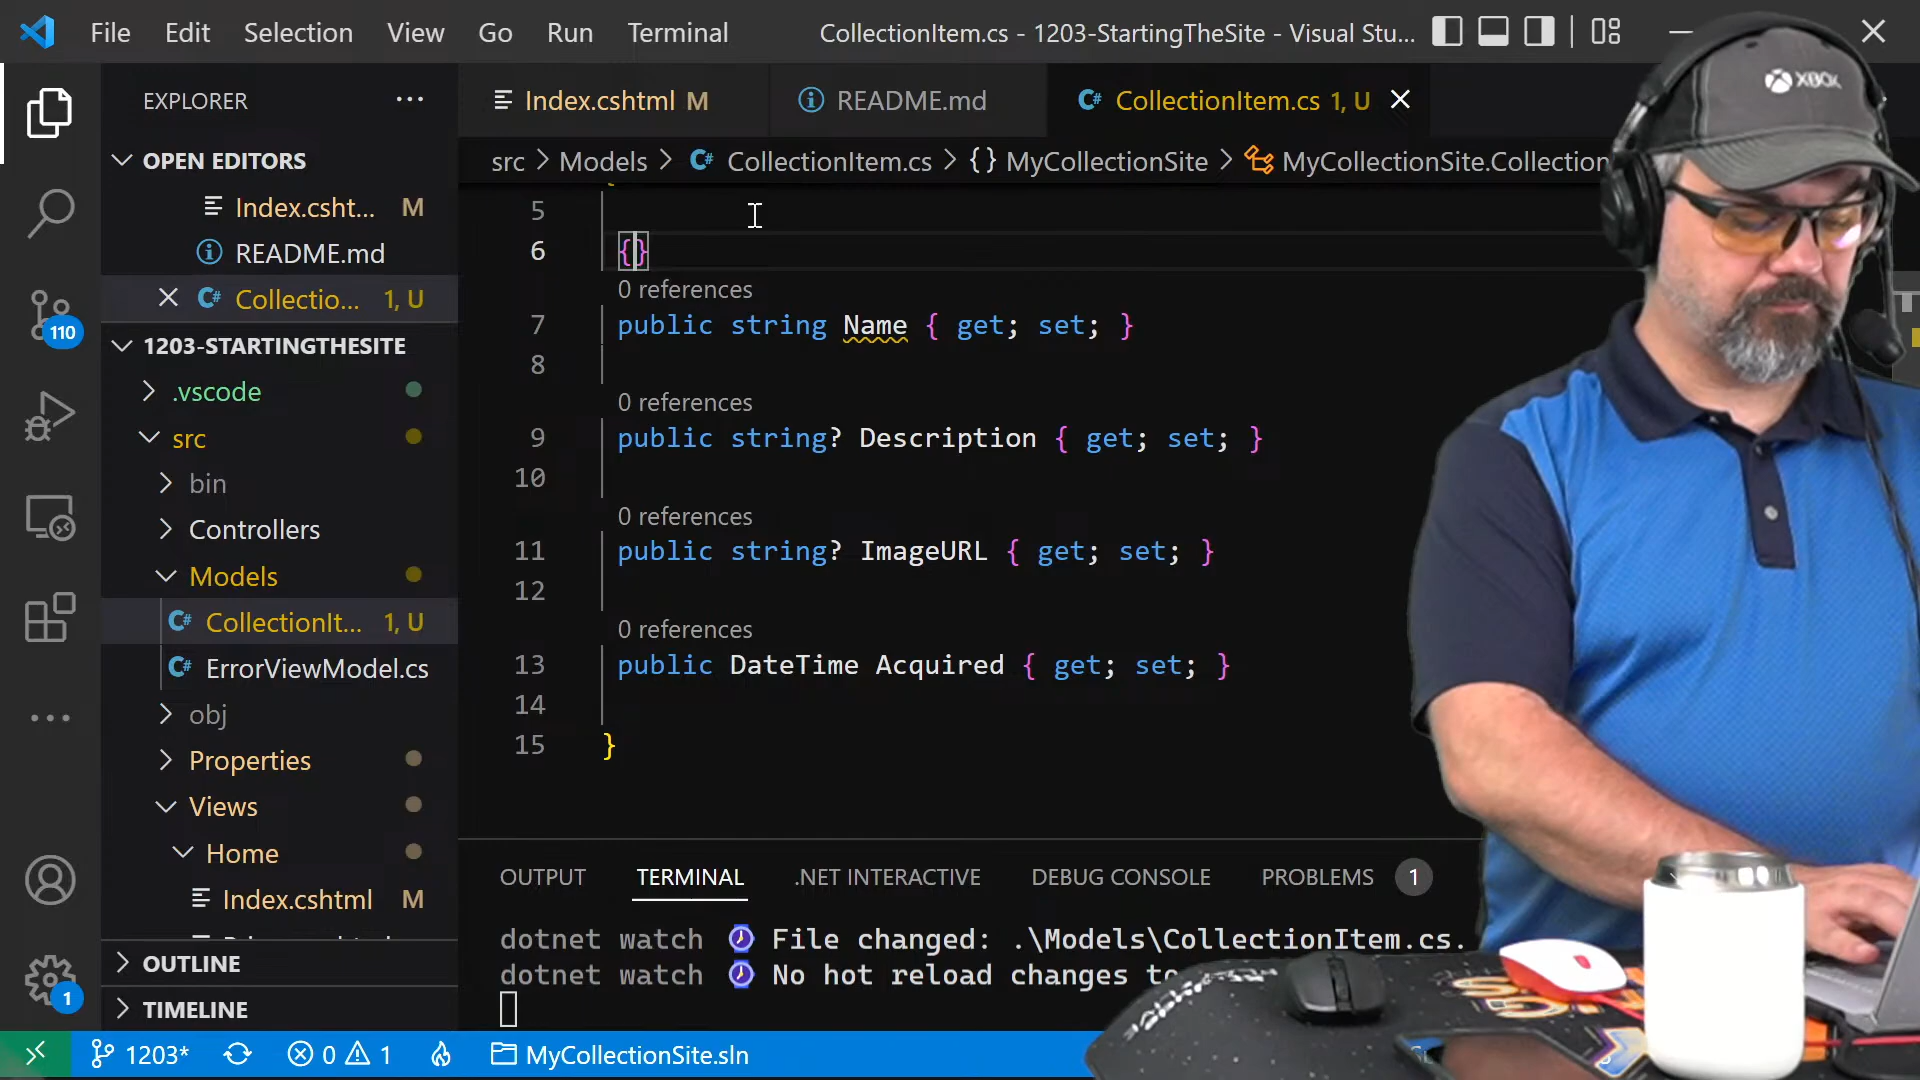 File Edit Selection View Go Run Terminal CollectionItem.cs - 1203-StartingTheSite - Visual Stu...
EXPLORER ...
Index.cshtml M README.md CollectionItem.cs 1, U
XBOX
OPEN EDITORS
src > Models > C# CollectionItem.cs > {} MyCollectionSite > MyCollectionSite.Collection
Index.csht... M
README.md
Collectio... 1, U
1203-STARTINGTHESITE
.vscode
src
bin
Controllers
Models
CollectionIt... 1, U
ErrorViewModel.cs
obj
Properties
Views
Home
Index.cshtml M
OUTLINE
TIMELINE
110
1
5
6 {}
0 references
7 public string Name { get; set; }
8
0 references
9 public string? Description { get; set; }
10
0 references
11 public string? ImageURL { get; set; }
12
0 references
13 public DateTime Acquired { get; set; }
14
15 }
OUTPUT TERMINAL .NET INTERACTIVE DEBUG CONSOLE PROBLEMS 1
dotnet watch File changed: .\Models\CollectionItem.cs.
dotnet watch No hot reload changes to
1203* 0 1 MyCollectionSite.sln